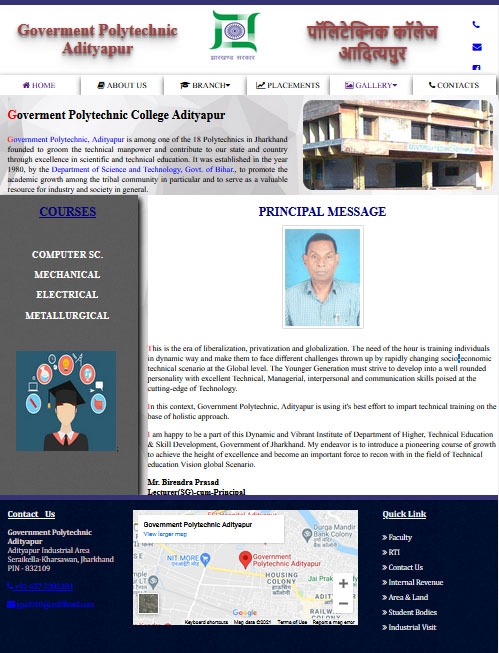 Goverment Polytechnic
Adityapur
झारखण्ड सरकार
पॉलिटेक्निक कॉलेज
आदित्यपुर
HOME
ABOUT US
BRANCH
PLACEMENTS
GALLERY
CONTACTS
Goverment Polytechnic College Adityapur
Government Polytechnic, Adityapur is among one of the 18 Polytechnics in Jharkhand
founded to groom the technical manpower and contribute to our state and country
through excellence in scientific and technical education. It was established in the year
1980, by the Department of Science and Technology, Govt. of Bihar., to promote the
academic growth among the tribal community in particular and to serve as a valuable
resource for industry and society in general.
COURSES
COMPUTER SC.
MECHANICAL
ELECTRICAL
METALLURGICAL
PRINCIPAL MESSAGE
This is the era of liberalization, privatization and globalization. The need of the hour is training individuals
in dynamic way and make them to face different challenges thrown up by rapidly changing socio-economic
technical scenario at the Global level. The Younger Generation must strive to develop into a well rounded
personality with excellent Technical, Managerial, interpersonal and communication skills poised at the
cutting-edge of Technology.
In this context, Government Polytechnic, Adityapur is using it's best effort to impart technical training on the
base of holistic approach.
I am happy to be a part of this Dynamic and Vibrant Institute of Department of Higher, Technical Education
& Skill Development, Government of Jharkhand. My endeavor is to introduce a pioneering course of growth
to achieve the height of excellence and become an important force to recon with in the field of Technical
education Vision global Scenario.
Mr. Birendra Prasad
Lecturer(SG)-cum-Principal
Contact Us
Government Polytechnic
Adityapur
Adityapur Industrial Area
Seraikella-Kharsawan, Jharkhand
PIN - 832109
Government Polytechnic Adityapur
View larger map
Durga Mandir
Bank Colony
NIT MORE
Government
Polytechnic Adityapur
HOUSING
COLONY
Jai Prak
ADIT
RAILW
COL
Google
Keyboard shortcuts
Map data ©2021
Terms of Use
Report a map error
Quick Link
» Faculty
» RTI
» Contact Us
» Internal Revenue
» Area & Land
» Student Bodies
» Industrial Visit